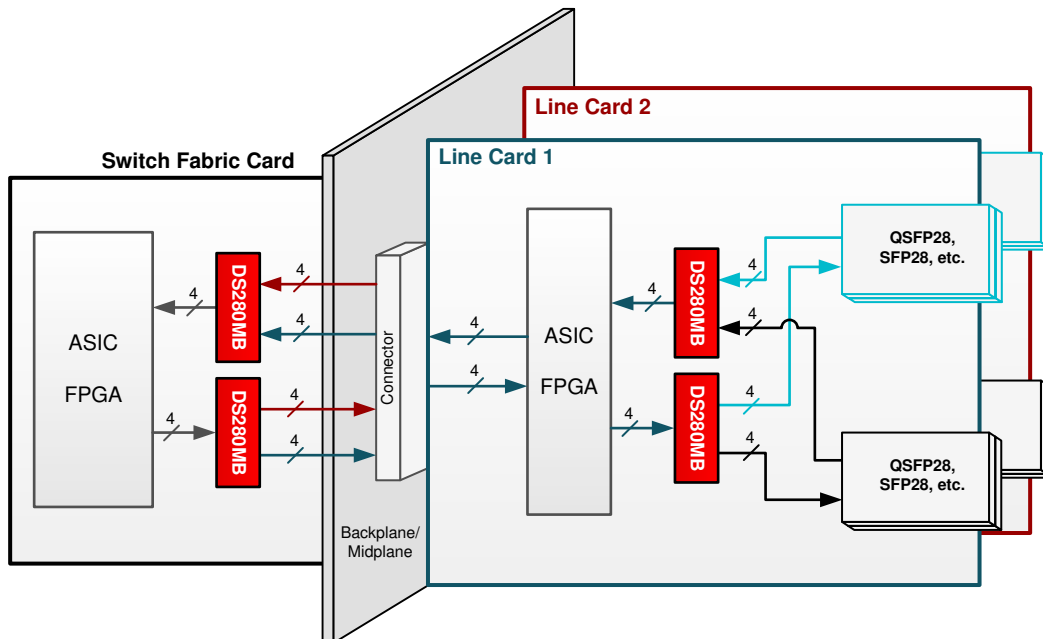 Line Card 2
Line Card 1
Switch Fabric Card
ASIC
FPGA
4
4
DS280MB
4
4
DS280MB
4
4
Connector
Backplane/
Midplane
4
4
ASIC
FPGA
4
4
DS280MB
4
4
DS280MB
4
4
QSFP28,
SFP28, etc.
QSFP28,
SFP28, etc.